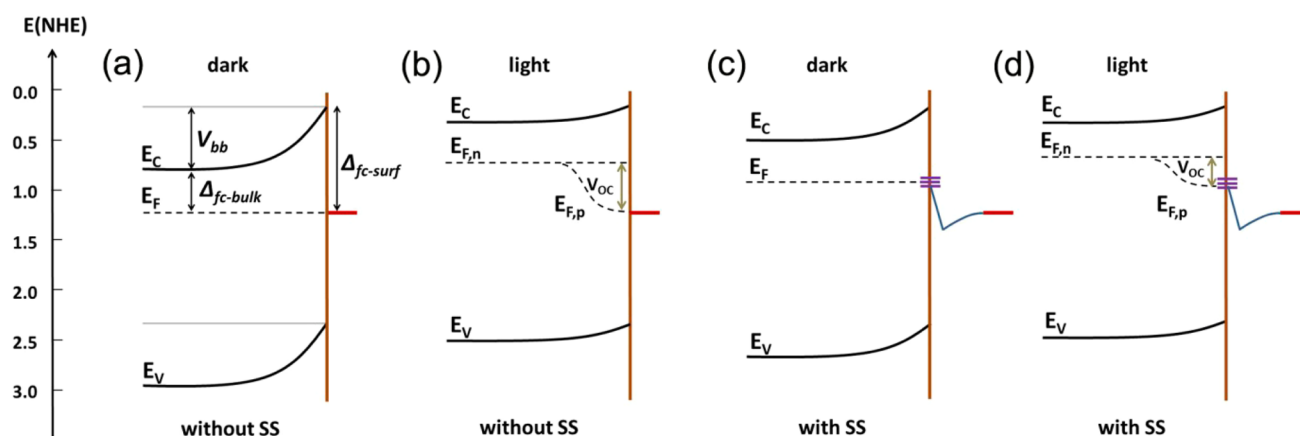 E(NHE)
(a) dark
(b) light
(c) dark
(d) light
0.0
0.5
1.0
1.5
2.0
2.5
3.0
E_C
V_bb
Δ_fc-surf
Δ_fc-bulk
E_F
E_V
without SS
E_C
E_F,n
V_OC
E_F,p
E_V
without SS
E_C
E_F
E_V
with SS
E_C
E_F,n
V_OC
E_F,p
E_V
with SS